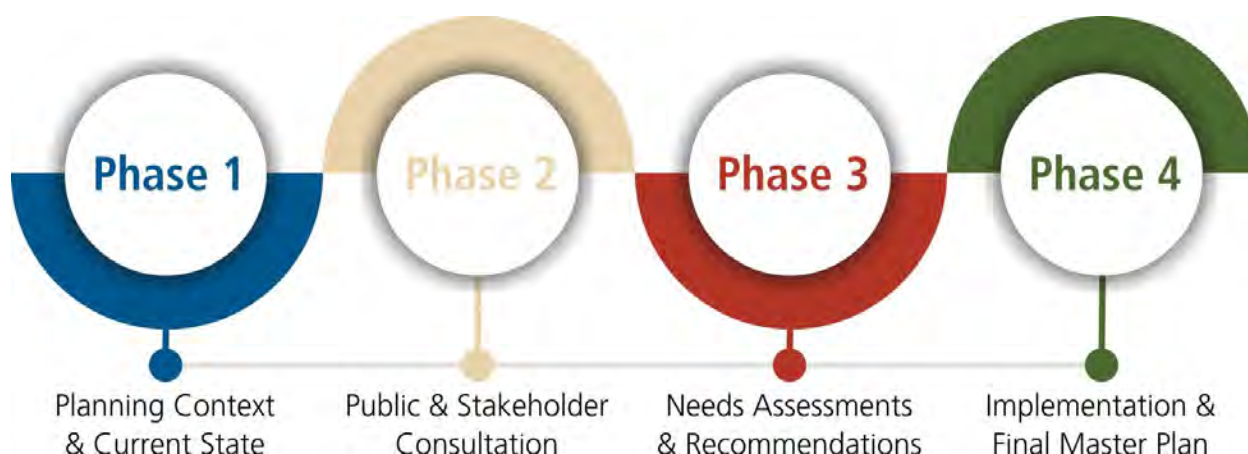 Phase 1
Phase 2
Phase 3
Phase 4
Planning Context
& Current State
Public & Stakeholder
Consultation
Needs Assessments
& Recommendations
Implementation &
Final Master Plan